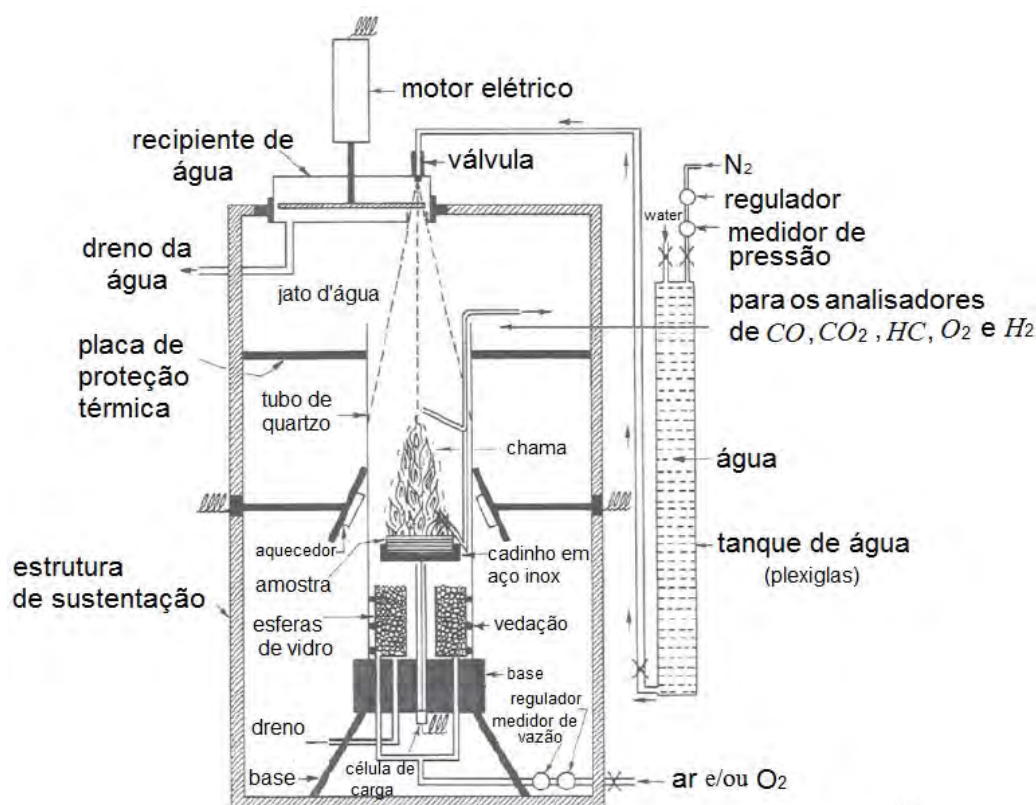 motor elétrico
recipiente de
água
válvula
N₂
regulador
water
medidor de
pressão
dreno da
água
jato d'água
para os analisadores
de CO, CO₂ , HC, O₂ e H₂
placa de
proteção
térmica
tubo de
quartzo
chama
água
aquecedor
amostra
cadinho em
aço inox
tanque de água
(plexiglas)
estrutura
de sustentação
esferas
de vidro
vedação
base
regulador
medidor de
vazão
dreno
base
célula de
carga
ar e/ou O₂